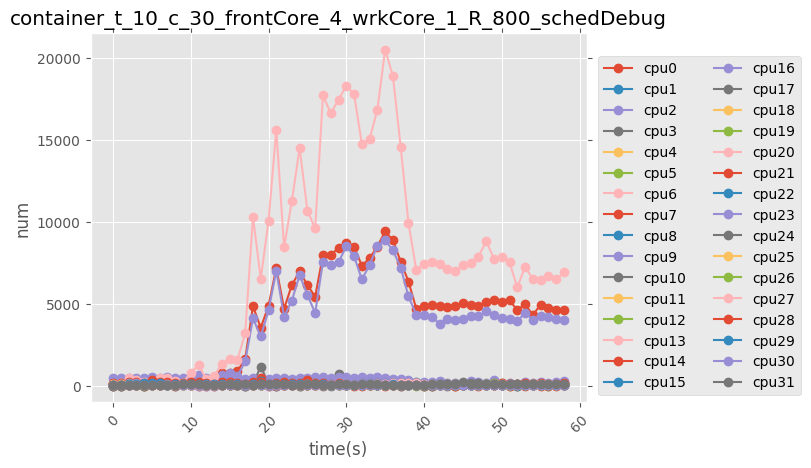 container_t_10_c_30_frontCore_4_wrkCore_1_R_800_schedDebug
num
20000
15000
10000
5000
0
0
10
20
30
40
50
60
time(s)
cpu0
cpu1
cpu2
cpu3
cpu4
cpu5
cpu6
cpu7
cpu8
cpu9
cpu10
cpu11
cpu12
cpu13
cpu14
cpu15
cpu16
cpu17
cpu18
cpu19
cpu20
cpu21
cpu22
cpu23
cpu24
cpu25
cpu26
cpu27
cpu28
cpu29
cpu30
cpu31